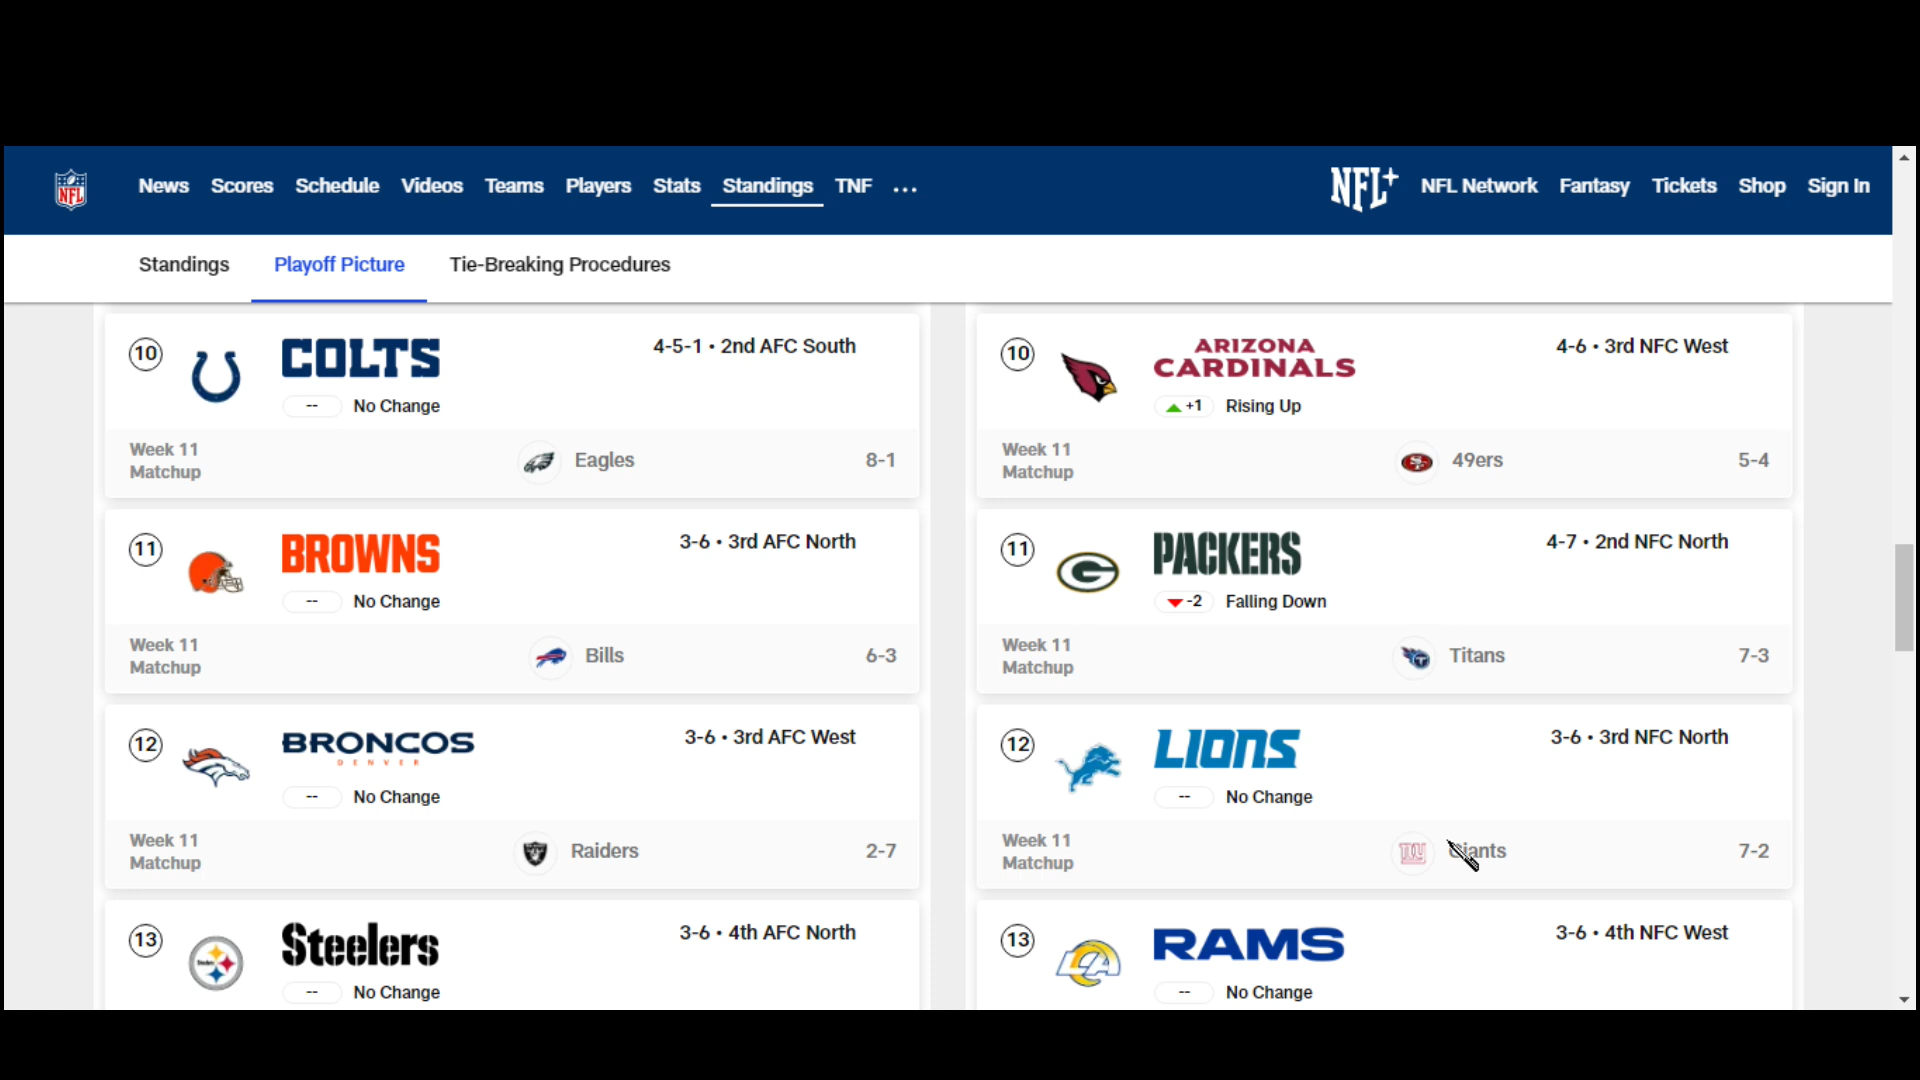 NFL News Scores Schedule Videos Teams Players Stats Standings TNF ... NFL+ NFL Network Fantasy Tickets Shop Sign In
Standings Playoff Picture Tie-Breaking Procedures
10 COLTS 4-5-1 • 2nd AFC South
-- No Change
Week 11
Matchup
Eagles 8-1
11 BROWNS 3-6 • 3rd AFC North
-- No Change
Week 11
Matchup
Bills 6-3
12 BRONCOS 3-6 • 3rd AFC West
DENVER
-- No Change
Week 11
Matchup
Raiders 2-7
13 Steelers 3-6 • 4th AFC North
-- No Change
10 ARIZONA
CARDINALS 4-6 • 3rd NFC West
+1 Rising Up
Week 11
Matchup
49ers 5-4
11 G PACKERS 4-7 • 2nd NFC North
-2 Falling Down
Week 11
Matchup
Titans 7-3
12 LIONS 3-6 • 3rd NFC North
-- No Change
Week 11
Matchup
ny Giants 7-2
13 LA RAMS 3-6 • 4th NFC West
-- No Change